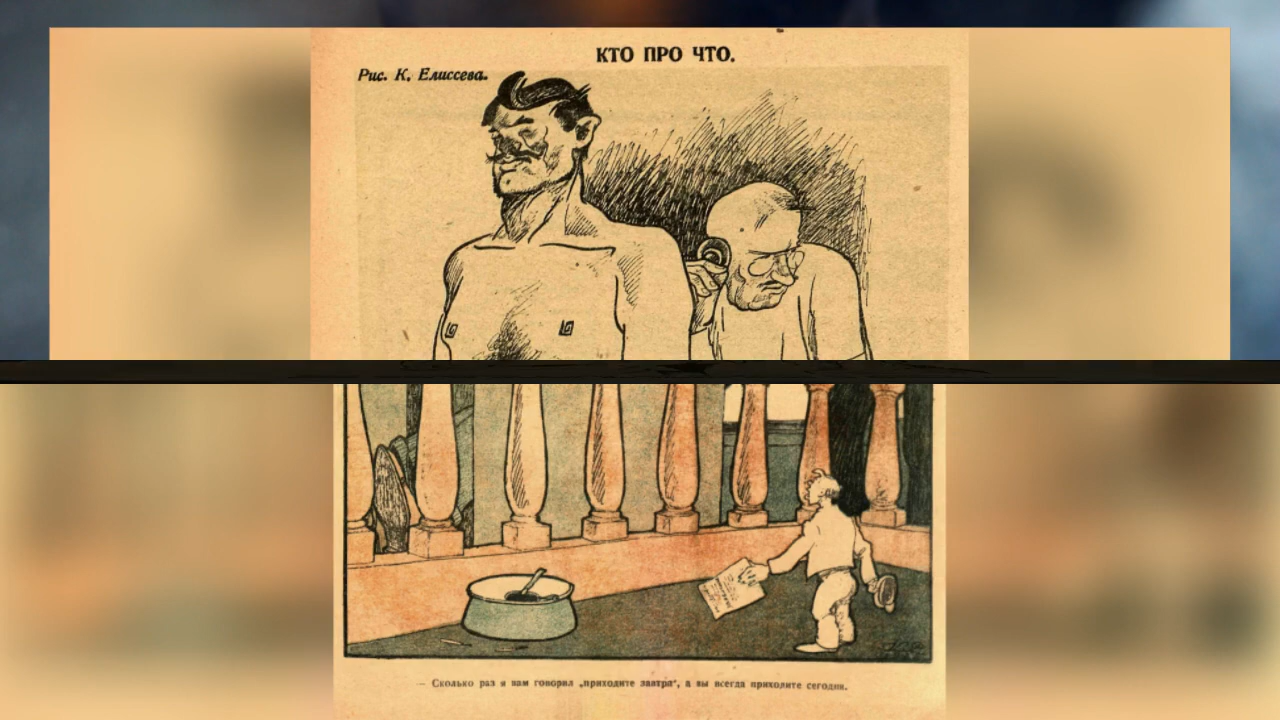 КТО ПРО ЧТО.
Рис. К. Елиссева.
— Сколько раз я вам говорил „приходите завтра“, а вы всегда приходите сегодня.